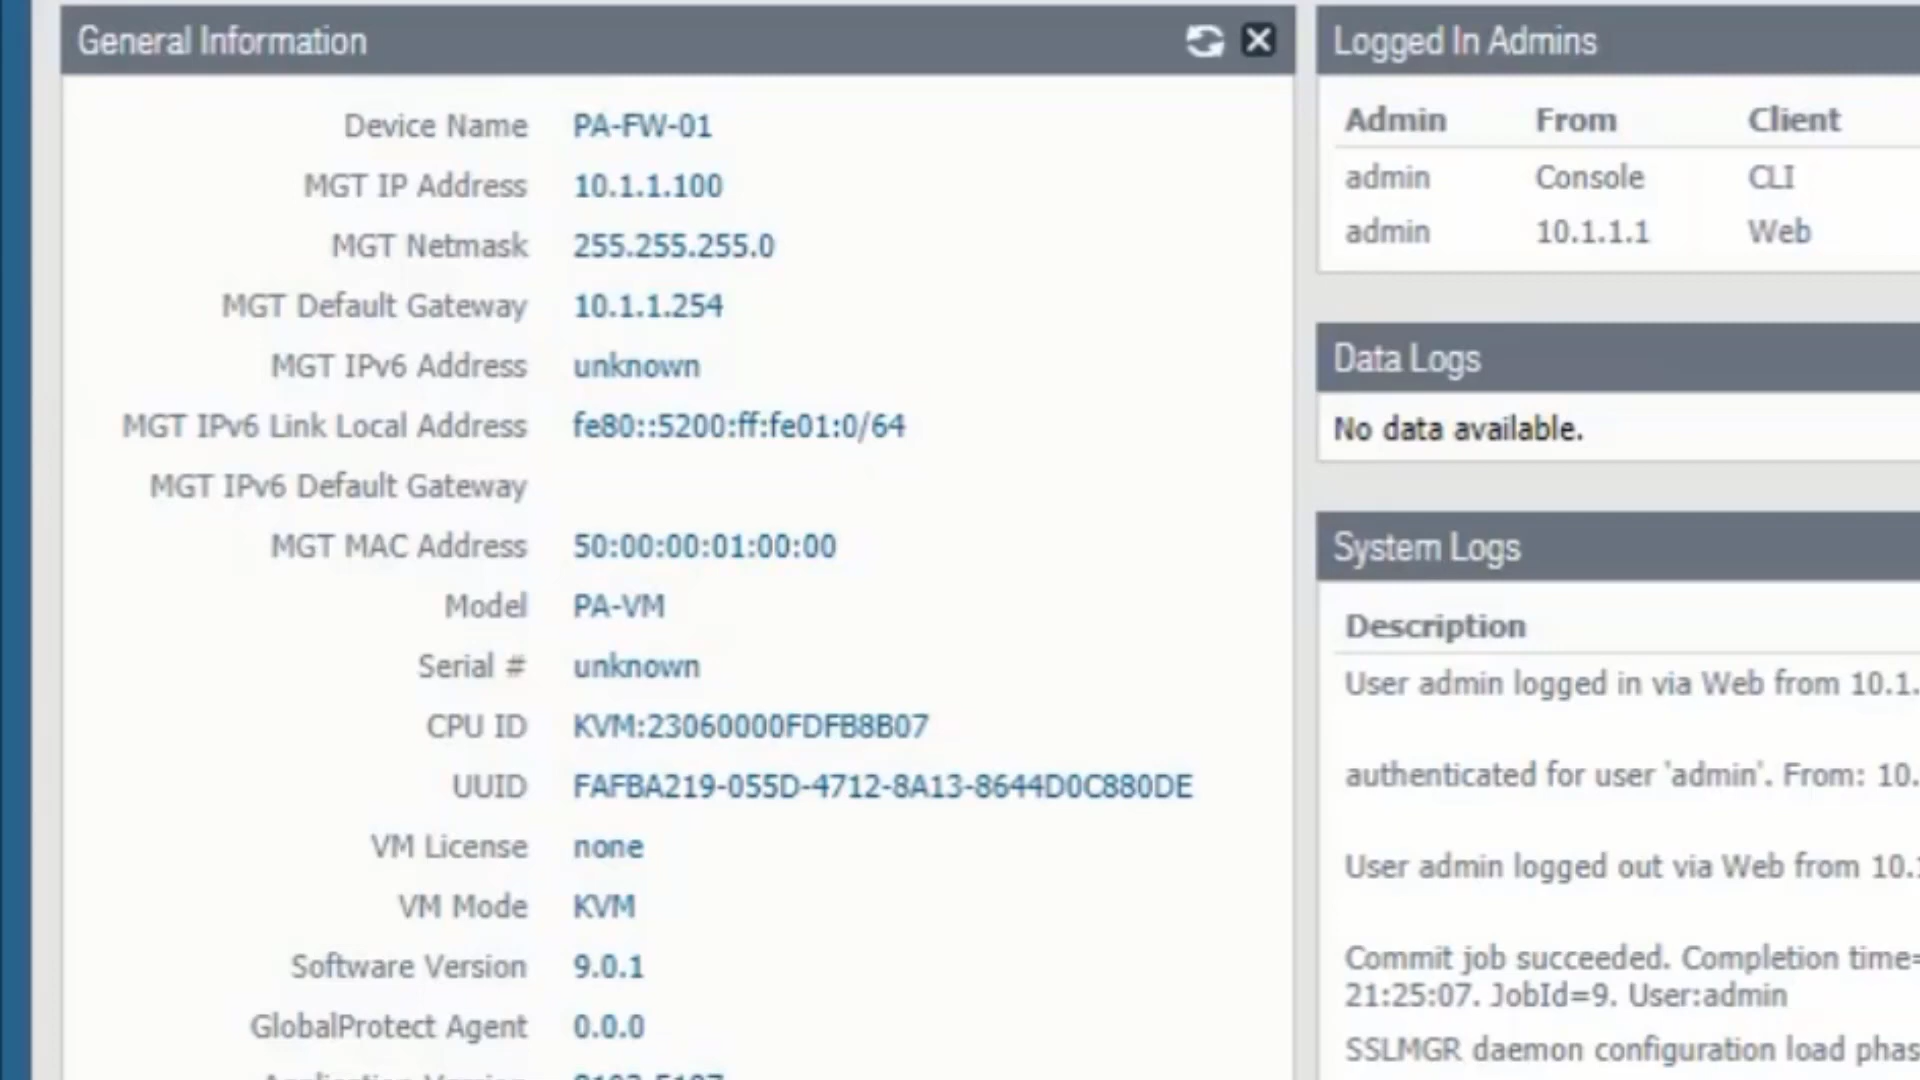 General Information
Device Name PA-FW-01
MGT IP Address 10.1.1.100
MGT Netmask 255.255.255.0
MGT Default Gateway 10.1.1.254
MGT IPv6 Address unknown
MGT IPv6 Link Local Address fe80::5200:ff:fe01:0/64
MGT IPv6 Default Gateway
MGT MAC Address 50:00:00:01:00:00
Model PA-VM
Serial # unknown
CPU ID KVM:23060000FDFB8B07
UUID FAFBA219-055D-4712-8A13-8644D0C880DE
VM License none
VM Mode KVM
Software Version 9.0.1
GlobalProtect Agent 0.0.0
Application Version
Logged In Admins
Admin From Client
admin Console CLI
admin 10.1.1.1 Web
Data Logs
No data available.
System Logs
Description
User admin logged in via Web from 10.1.
authenticated for user 'admin'. From: 10.
User admin logged out via Web from 10.
Commit job succeeded. Completion time=
21:25:07. JobId=9. User:admin
SSLMGR daemon configuration load phas